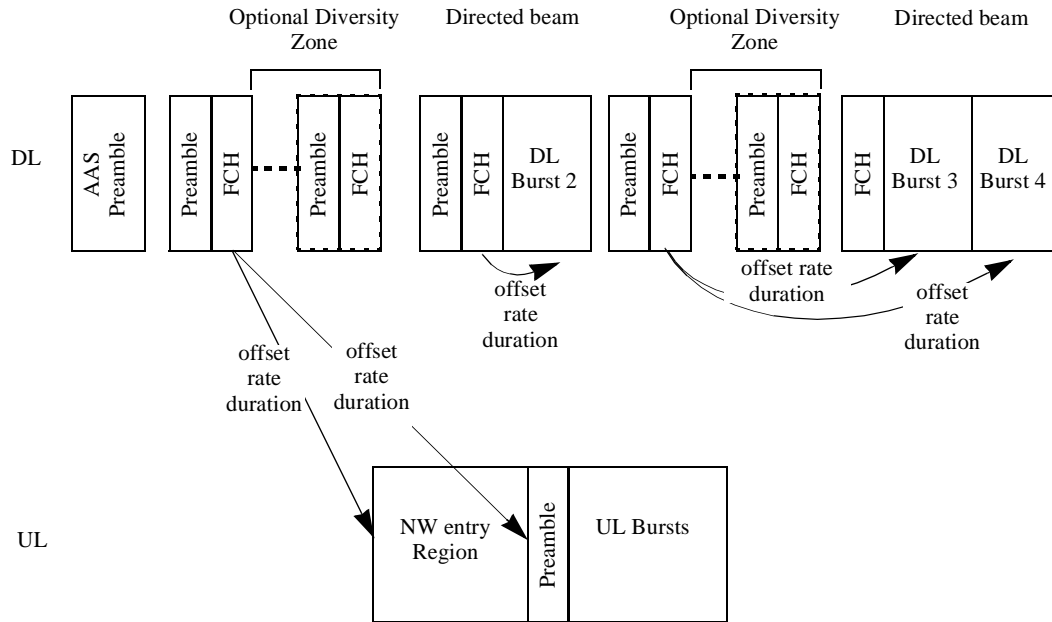 Optional Diversity
Zone
Directed beam
Optional Diversity
Zone
Directed beam
DL
AAS
Preamble
Preamble
FCH
Preamble
FCH
Preamble
FCH
DL
Burst 2
Preamble
FCH
Preamble
FCH
FCH
DL
Burst 3
DL
Burst 4
offset
rate
duration
offset rate
duration
offset
rate
duration
offset
rate
duration
offset
rate
duration
UL
NW entry
Region
Preamble
UL Bursts